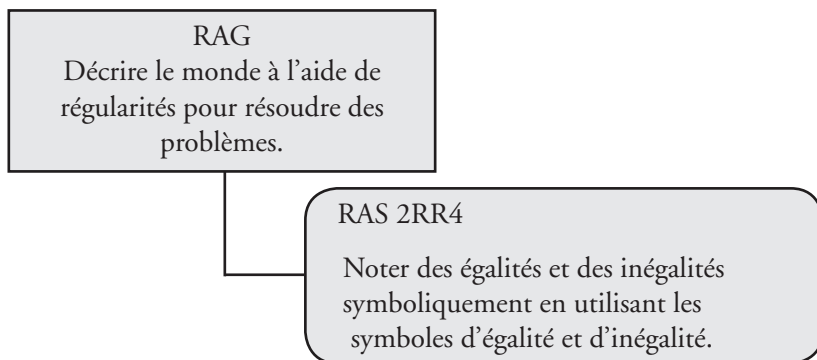 RAG
Décrire le monde à l'aide de
régularités pour résoudre des
problèmes.
RAS 2RR4
Noter des égalités et des inégalités
symboliquement en utilisant les
symboles d'égalité et d'inégalité.